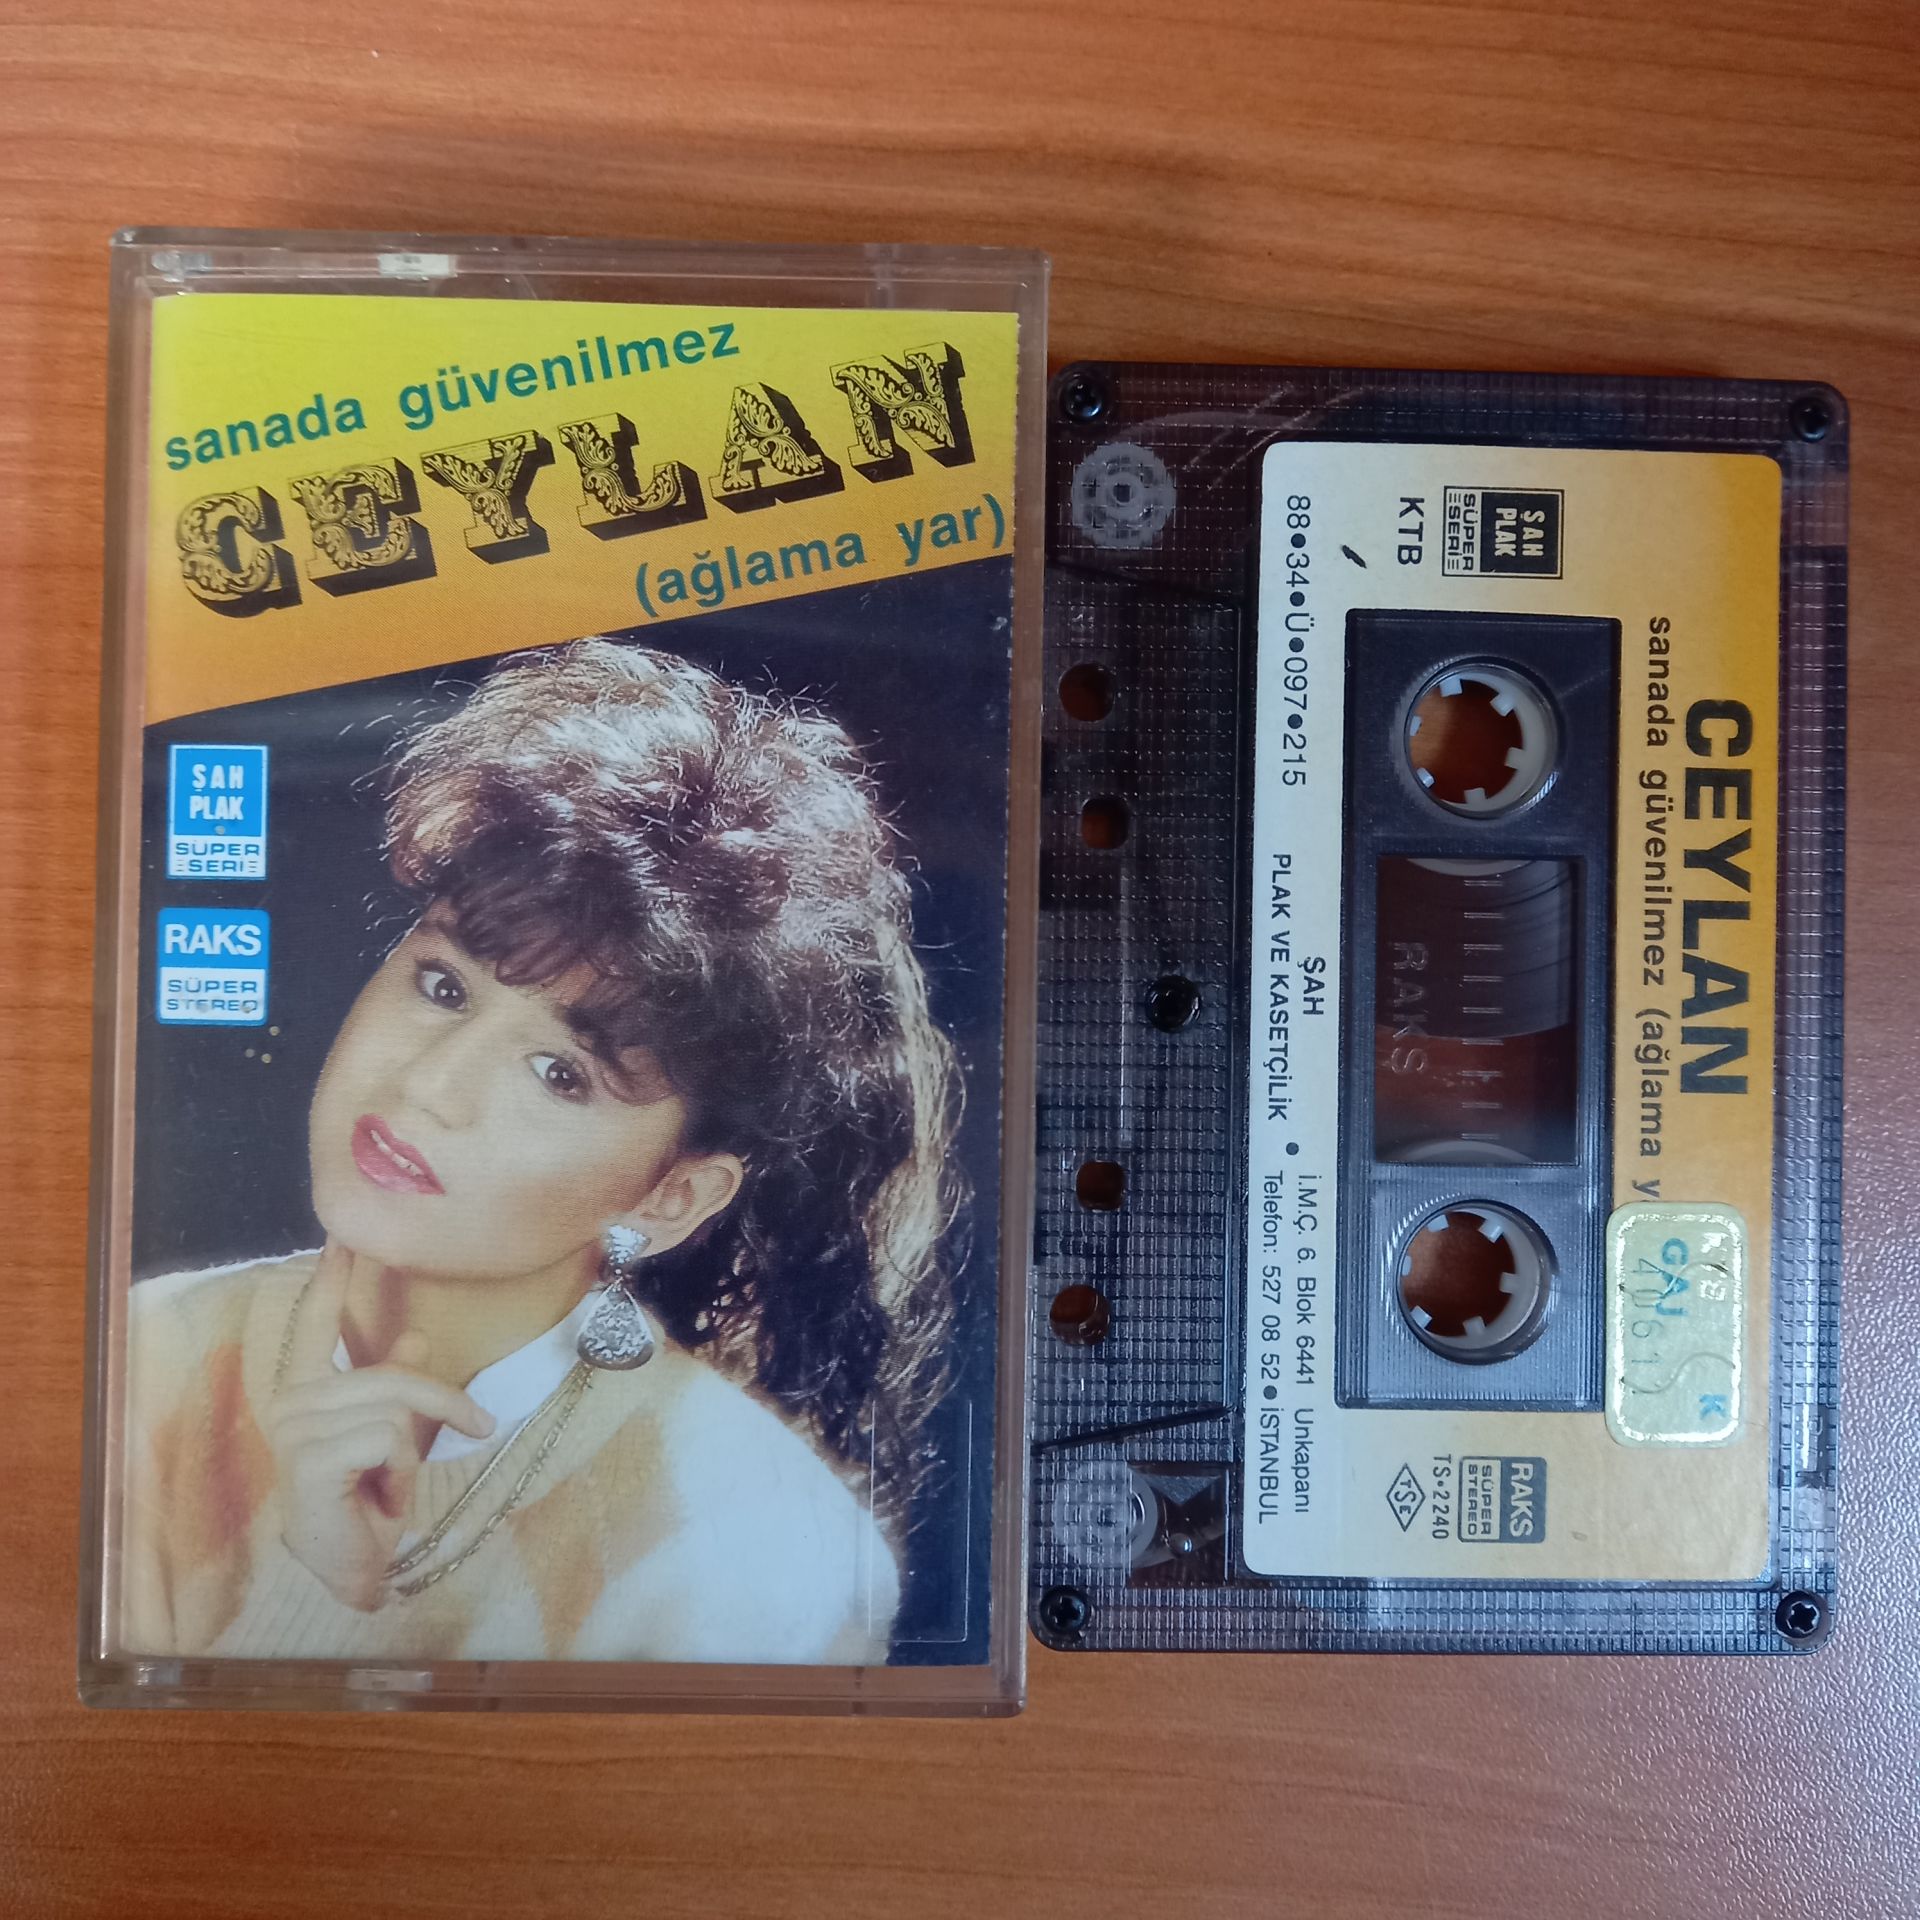 sanada güvenilmez
CEYLAN
(ağlama yar)
ŞAH
PLAK
SÜPER
SERİ
RAKS
SÜPER
STEREO
CEYLAN
sanada güvenilmez (ağlama
ŞAH
PLAK
SÜPER
SERİ
KTB
88•34•Ü•097•215
RAKS
ŞAH
PLAK VE KASETÇİLİK
• İ.M.Ç. 6. Blok 6441 Unkapanı
Telefon: 527 08 52 • İSTANBUL
RAKS
SÜPER
STEREO
TS•2240
TSE